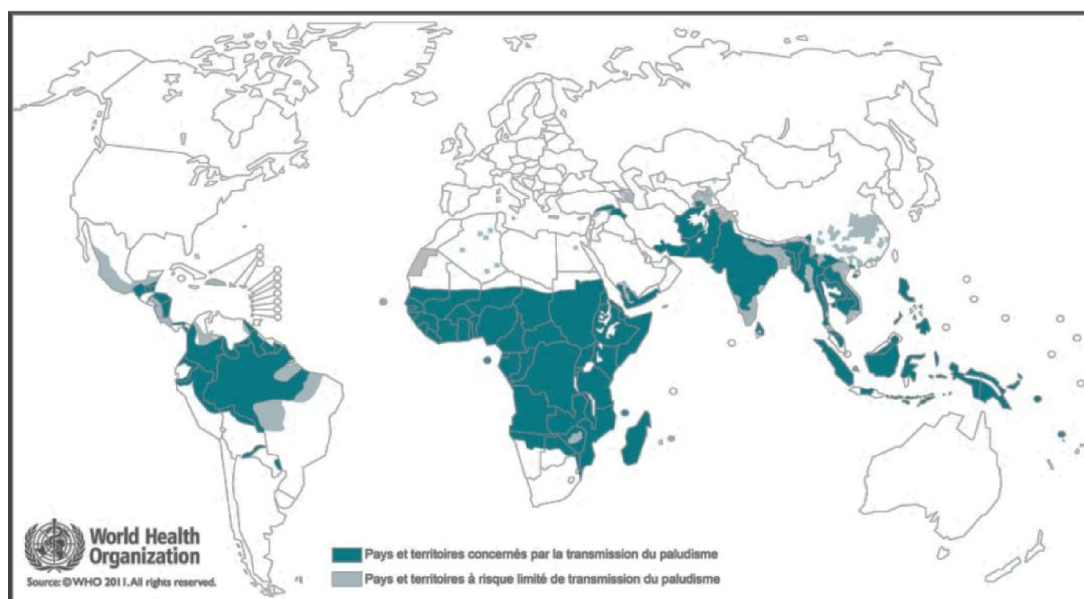 World Health
Organization
Source: ©WHO 2011. All rights reserved.
Pays et territoires concernés par la transmission du paludisme
Pays et territoires à risque limité de transmission du paludisme